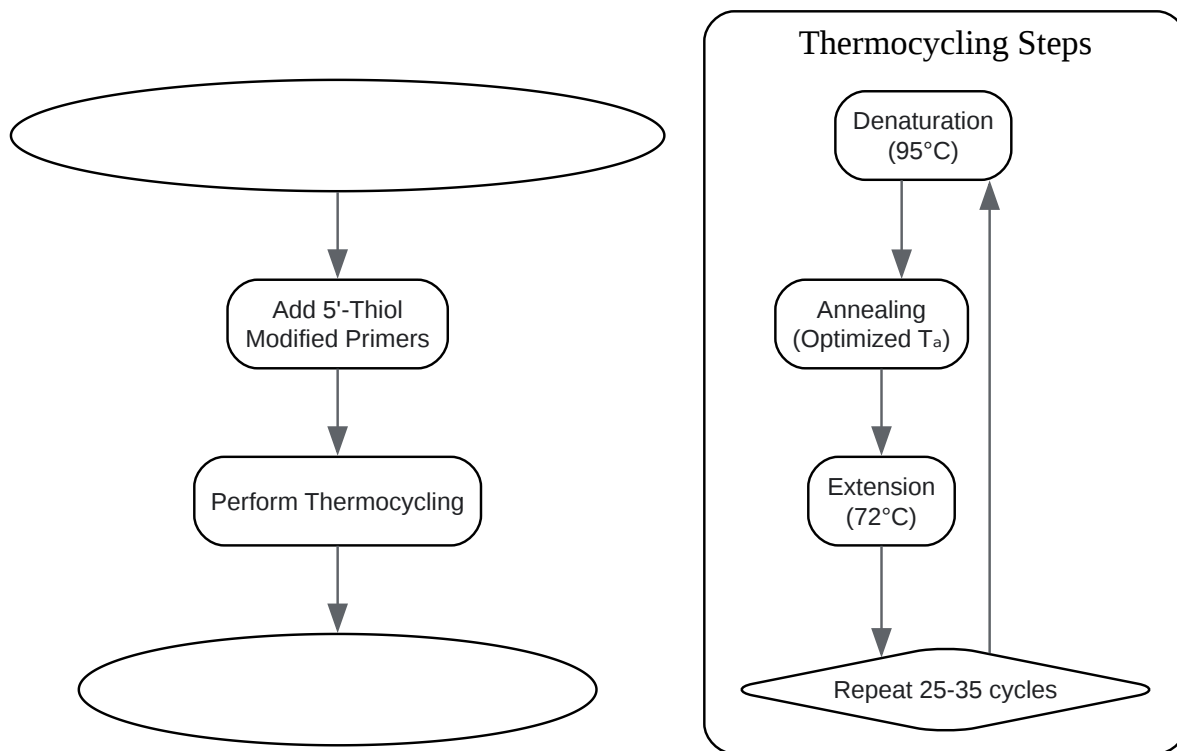 Add 5'-Thiol
Modified Primers
Perform Thermocycling
Thermocycling Steps
Denaturation
(95°C)
Annealing
(Optimized Tₐ)
Extension
(72°C)
Repeat 25-35 cycles